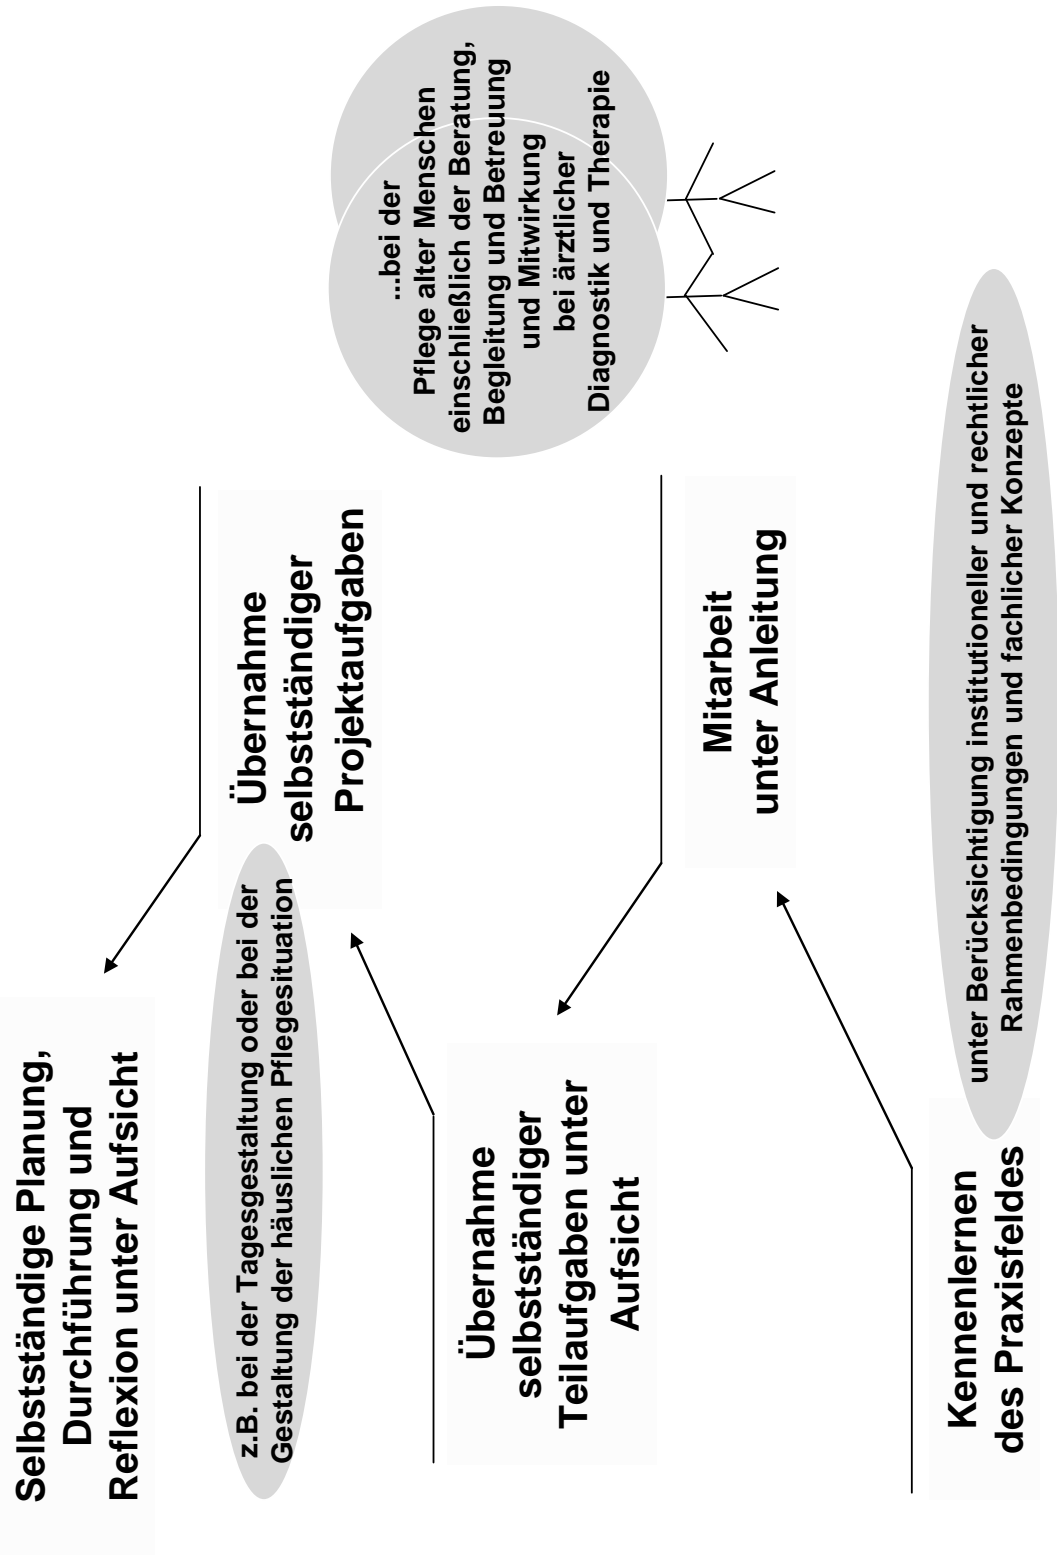 Selbstständige Planung,
Durchführung und
Reflexion unter Aufsicht
z.B. bei der Tagesgestaltung oder bei der
Gestaltung der häuslichen Pflegesituation
Übernahme
selbstständiger
Projektaufgaben
...bei der
Pflege alter Menschen
einschließlich der Beratung,
Begleitung und Betreuung
und Mitwirkung
bei ärztlicher
Diagnostik und Therapie
Übernahme
selbstständiger
Teilaufgaben unter
Aufsicht
Mitarbeit
unter Anleitung
Kennenlernen
des Praxisfeldes
unter Berücksichtigung institutioneller und rechtlicher
Rahmenbedingungen und fachlicher Konzepte